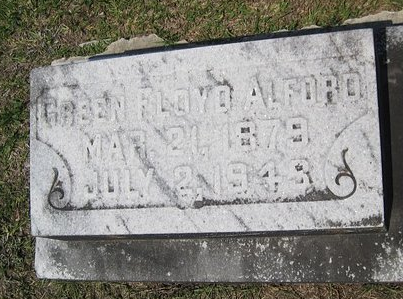 GREEN FLOYD ALFORD
MAR. 21, 1879
JULY 2, 1943